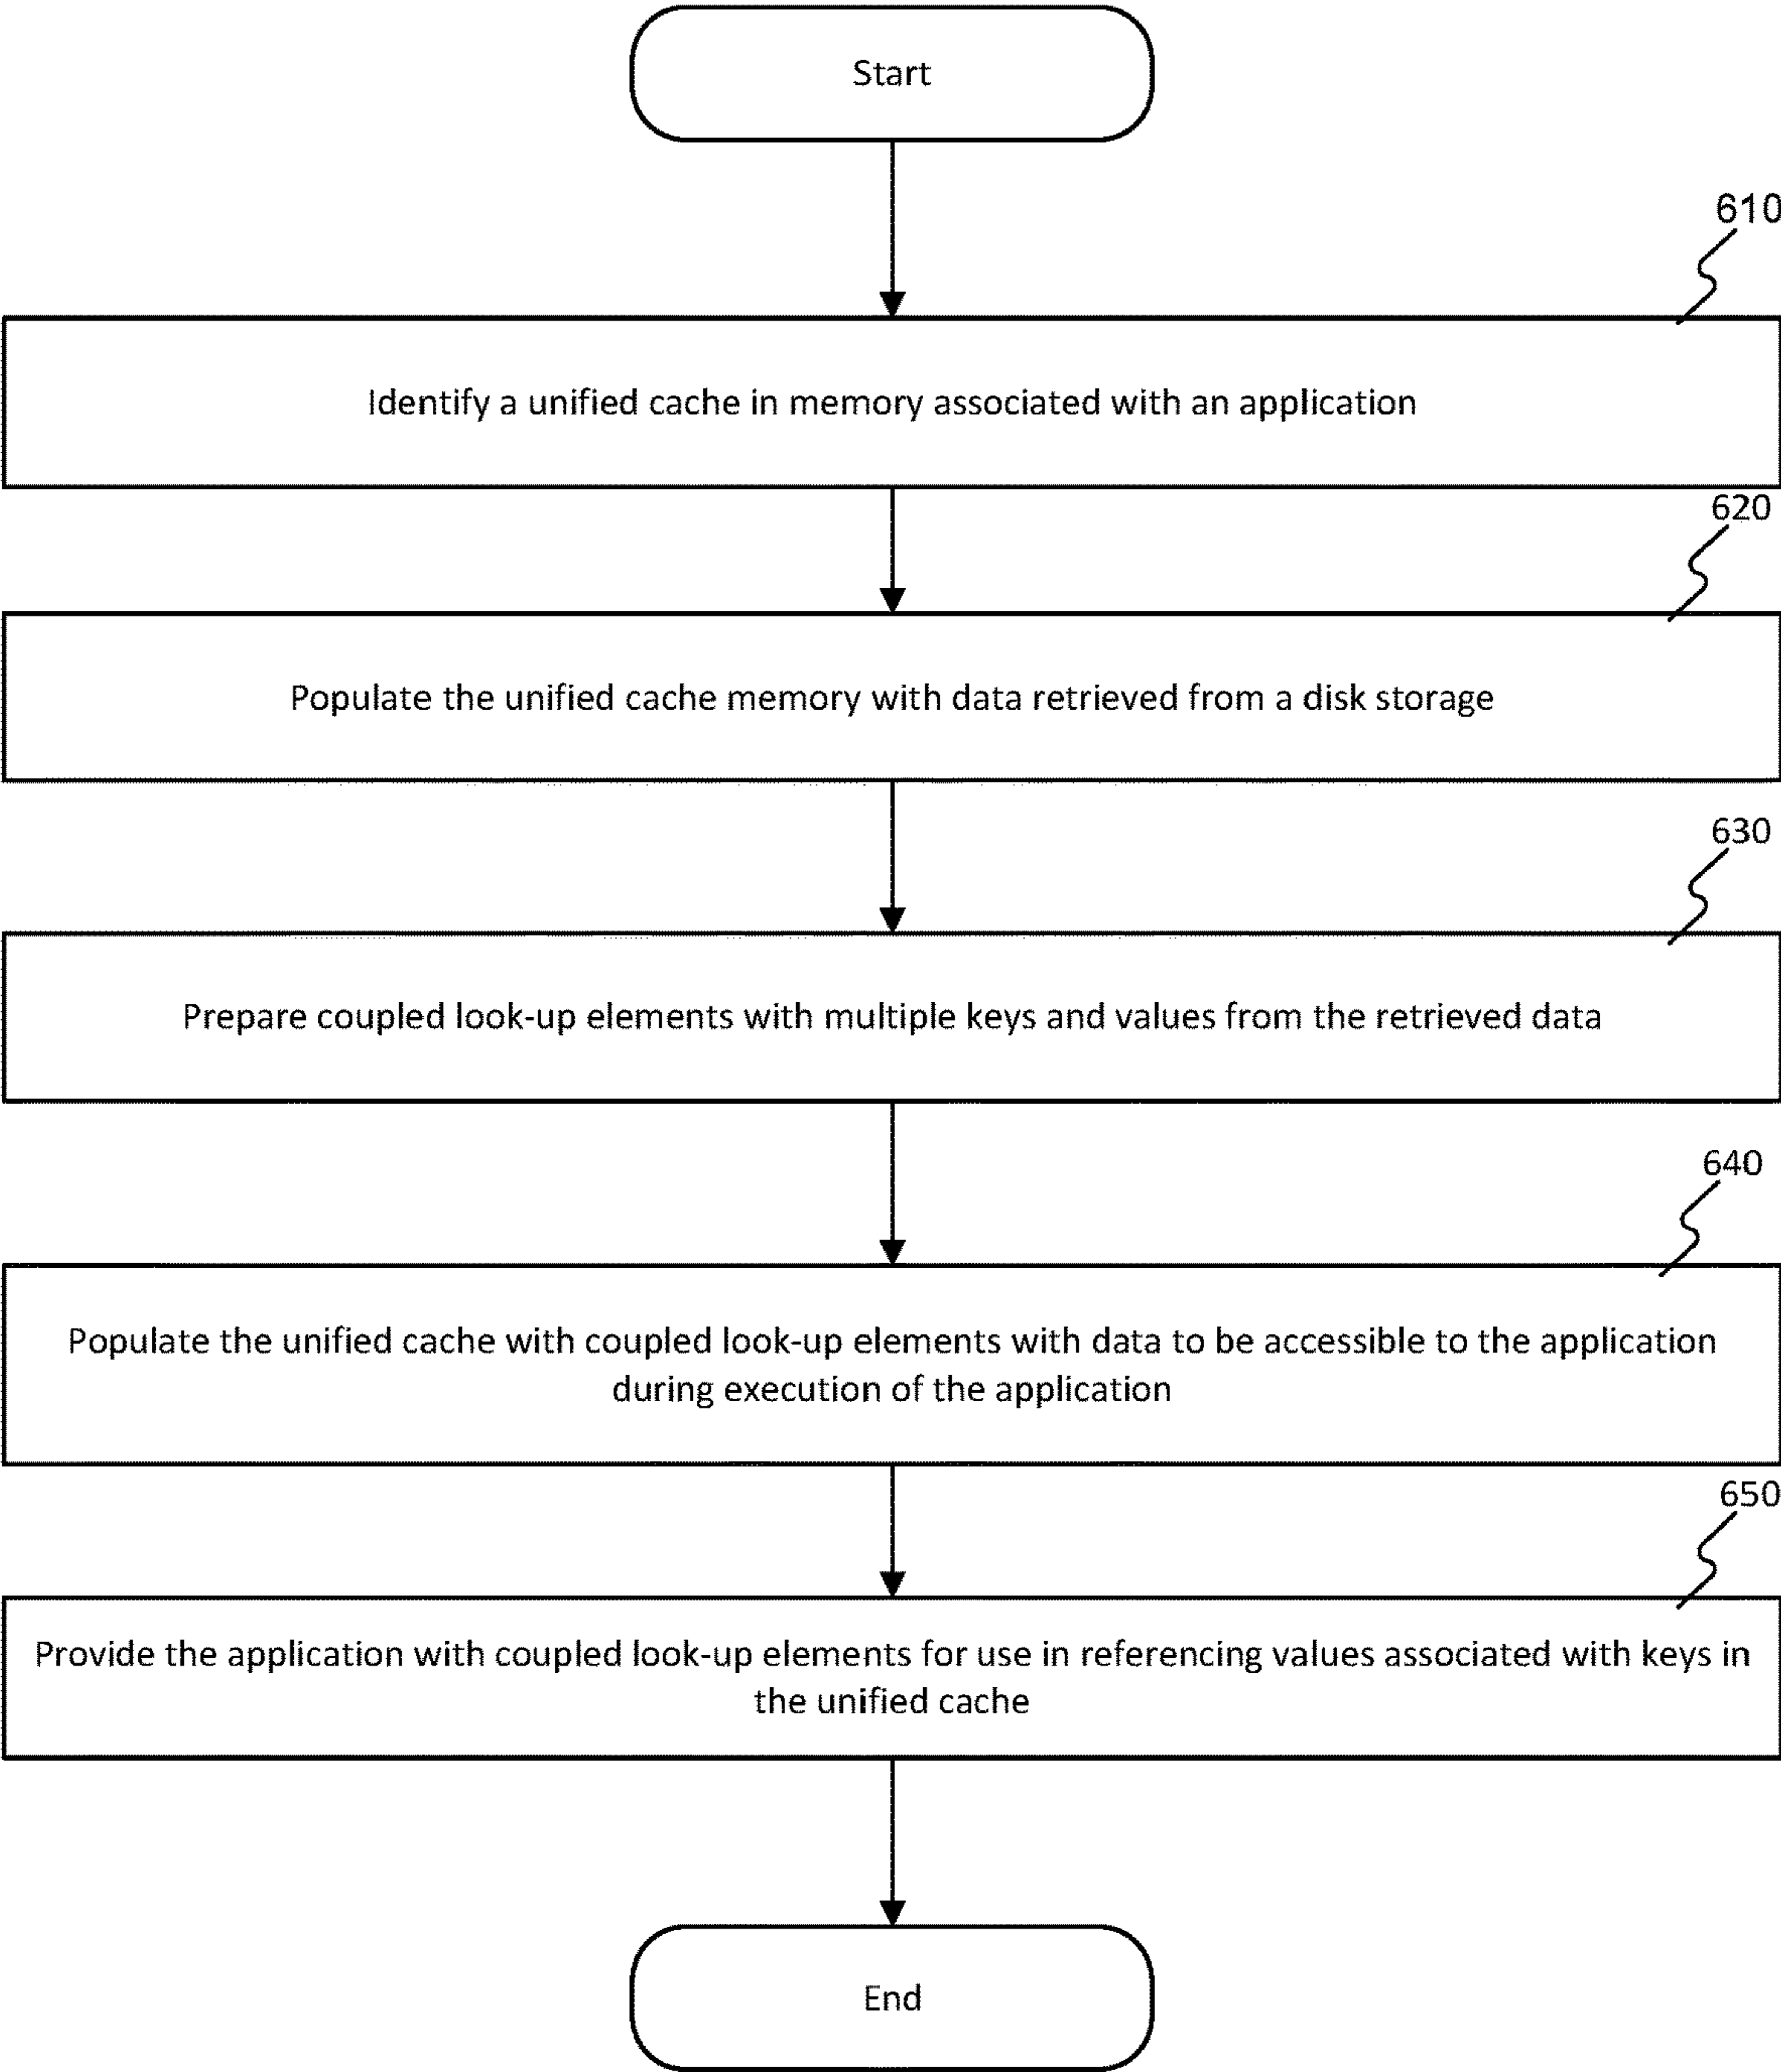 Start
610
Identify a unified cache in memory associated with an application
620
Populate the unified cache memory with data retrieved from a disk storage
630
Prepare coupled look-up elements with multiple keys and values from the retrieved data
640
Populate the unified cache with coupled look-up elements with data to be accessible to the application
during execution of the application
650
Provide the application with coupled look-up elements for use in referencing values associated with keys in
the unified cache
End